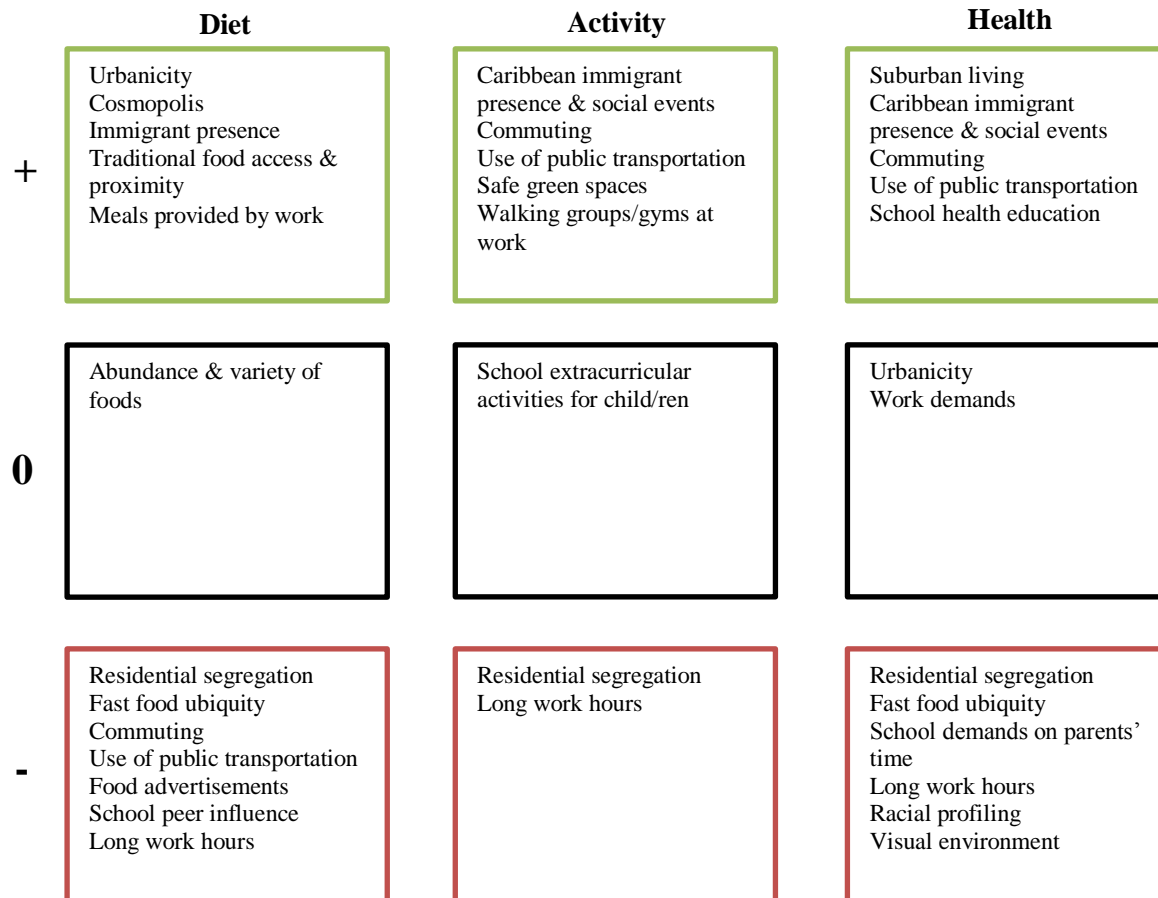 Diet
Activity
Health
+
Urbanicity
Cosmopolis
Immigrant presence
Traditional food access &
proximity
Meals provided by work
Caribbean immigrant
presence & social events
Commuting
Use of public transportation
Safe green spaces
Walking groups/gyms at
work
Suburban living
Caribbean immigrant
presence & social events
Commuting
Use of public transportation
School health education
0
Abundance & variety of
foods
School extracurricular
activities for child/ren
Urbanicity
Work demands
-
Residential segregation
Fast food ubiquity
Commuting
Use of public transportation
Food advertisements
School peer influence
Long work hours
Residential segregation
Long work hours
Residential segregation
Fast food ubiquity
School demands on parents’
time
Long work hours
Racial profiling
Visual environment